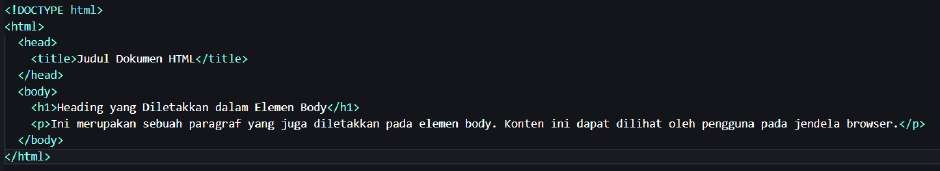 <!DOCTYPE html>
<html>
<head>
<title>Judul Dokumen HTML</title>
</head>
<body>
<h1>Heading yang Diletakkan dalam Elemen Body</h1>
<p>Ini merupakan sebuah paragraf yang juga diletakkan pada elemen body. Konten ini dapat dilihat oleh pengguna pada jendela browser.</p>
</body>
</html>